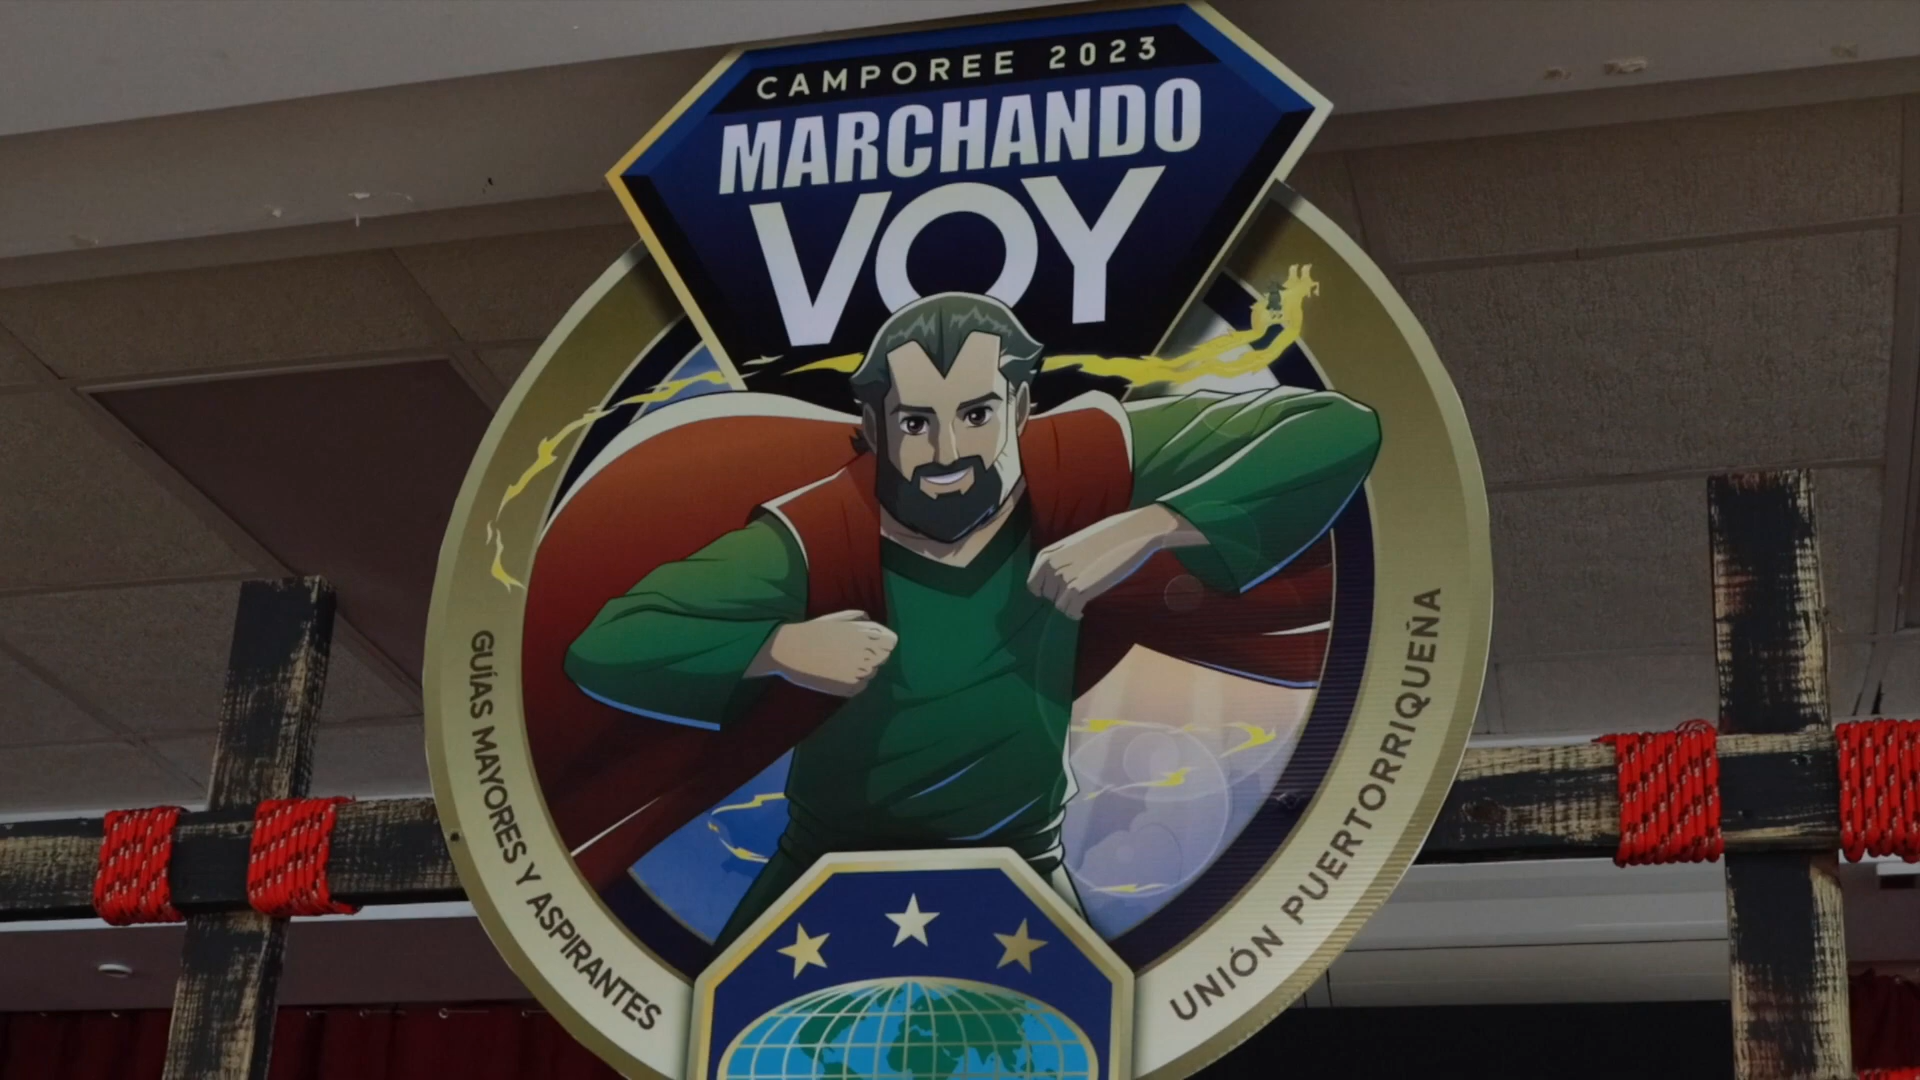 CAMPOREE 2023
MARCHANDO
VOY
GUÍAS MAYORES Y ASPIRANTES
UNIÓN PUERTORRIQUEÑA